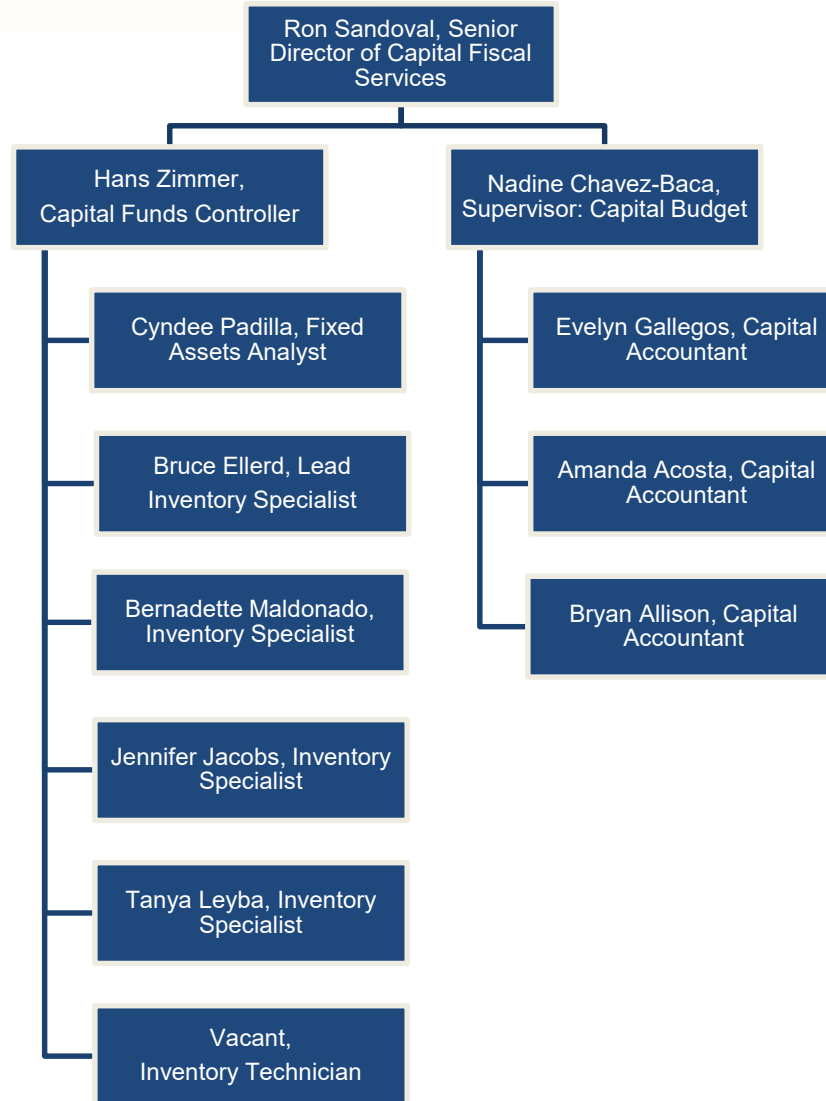 Ron Sandoval, Senior
Director of Capital Fiscal
Services
Hans Zimmer,
Capital Funds Controller
Nadine Chavez-Baca,
Supervisor: Capital Budget
Cyndee Padilla, Fixed
Assets Analyst
Evelyn Gallegos, Capital
Accountant
Bruce Ellerd, Lead
Inventory Specialist
Amanda Acosta, Capital
Accountant
Bernadette Maldonado,
Inventory Specialist
Bryan Allison, Capital
Accountant
Jennifer Jacobs, Inventory
Specialist
Tanya Leyba, Inventory
Specialist
Vacant,
Inventory Technician